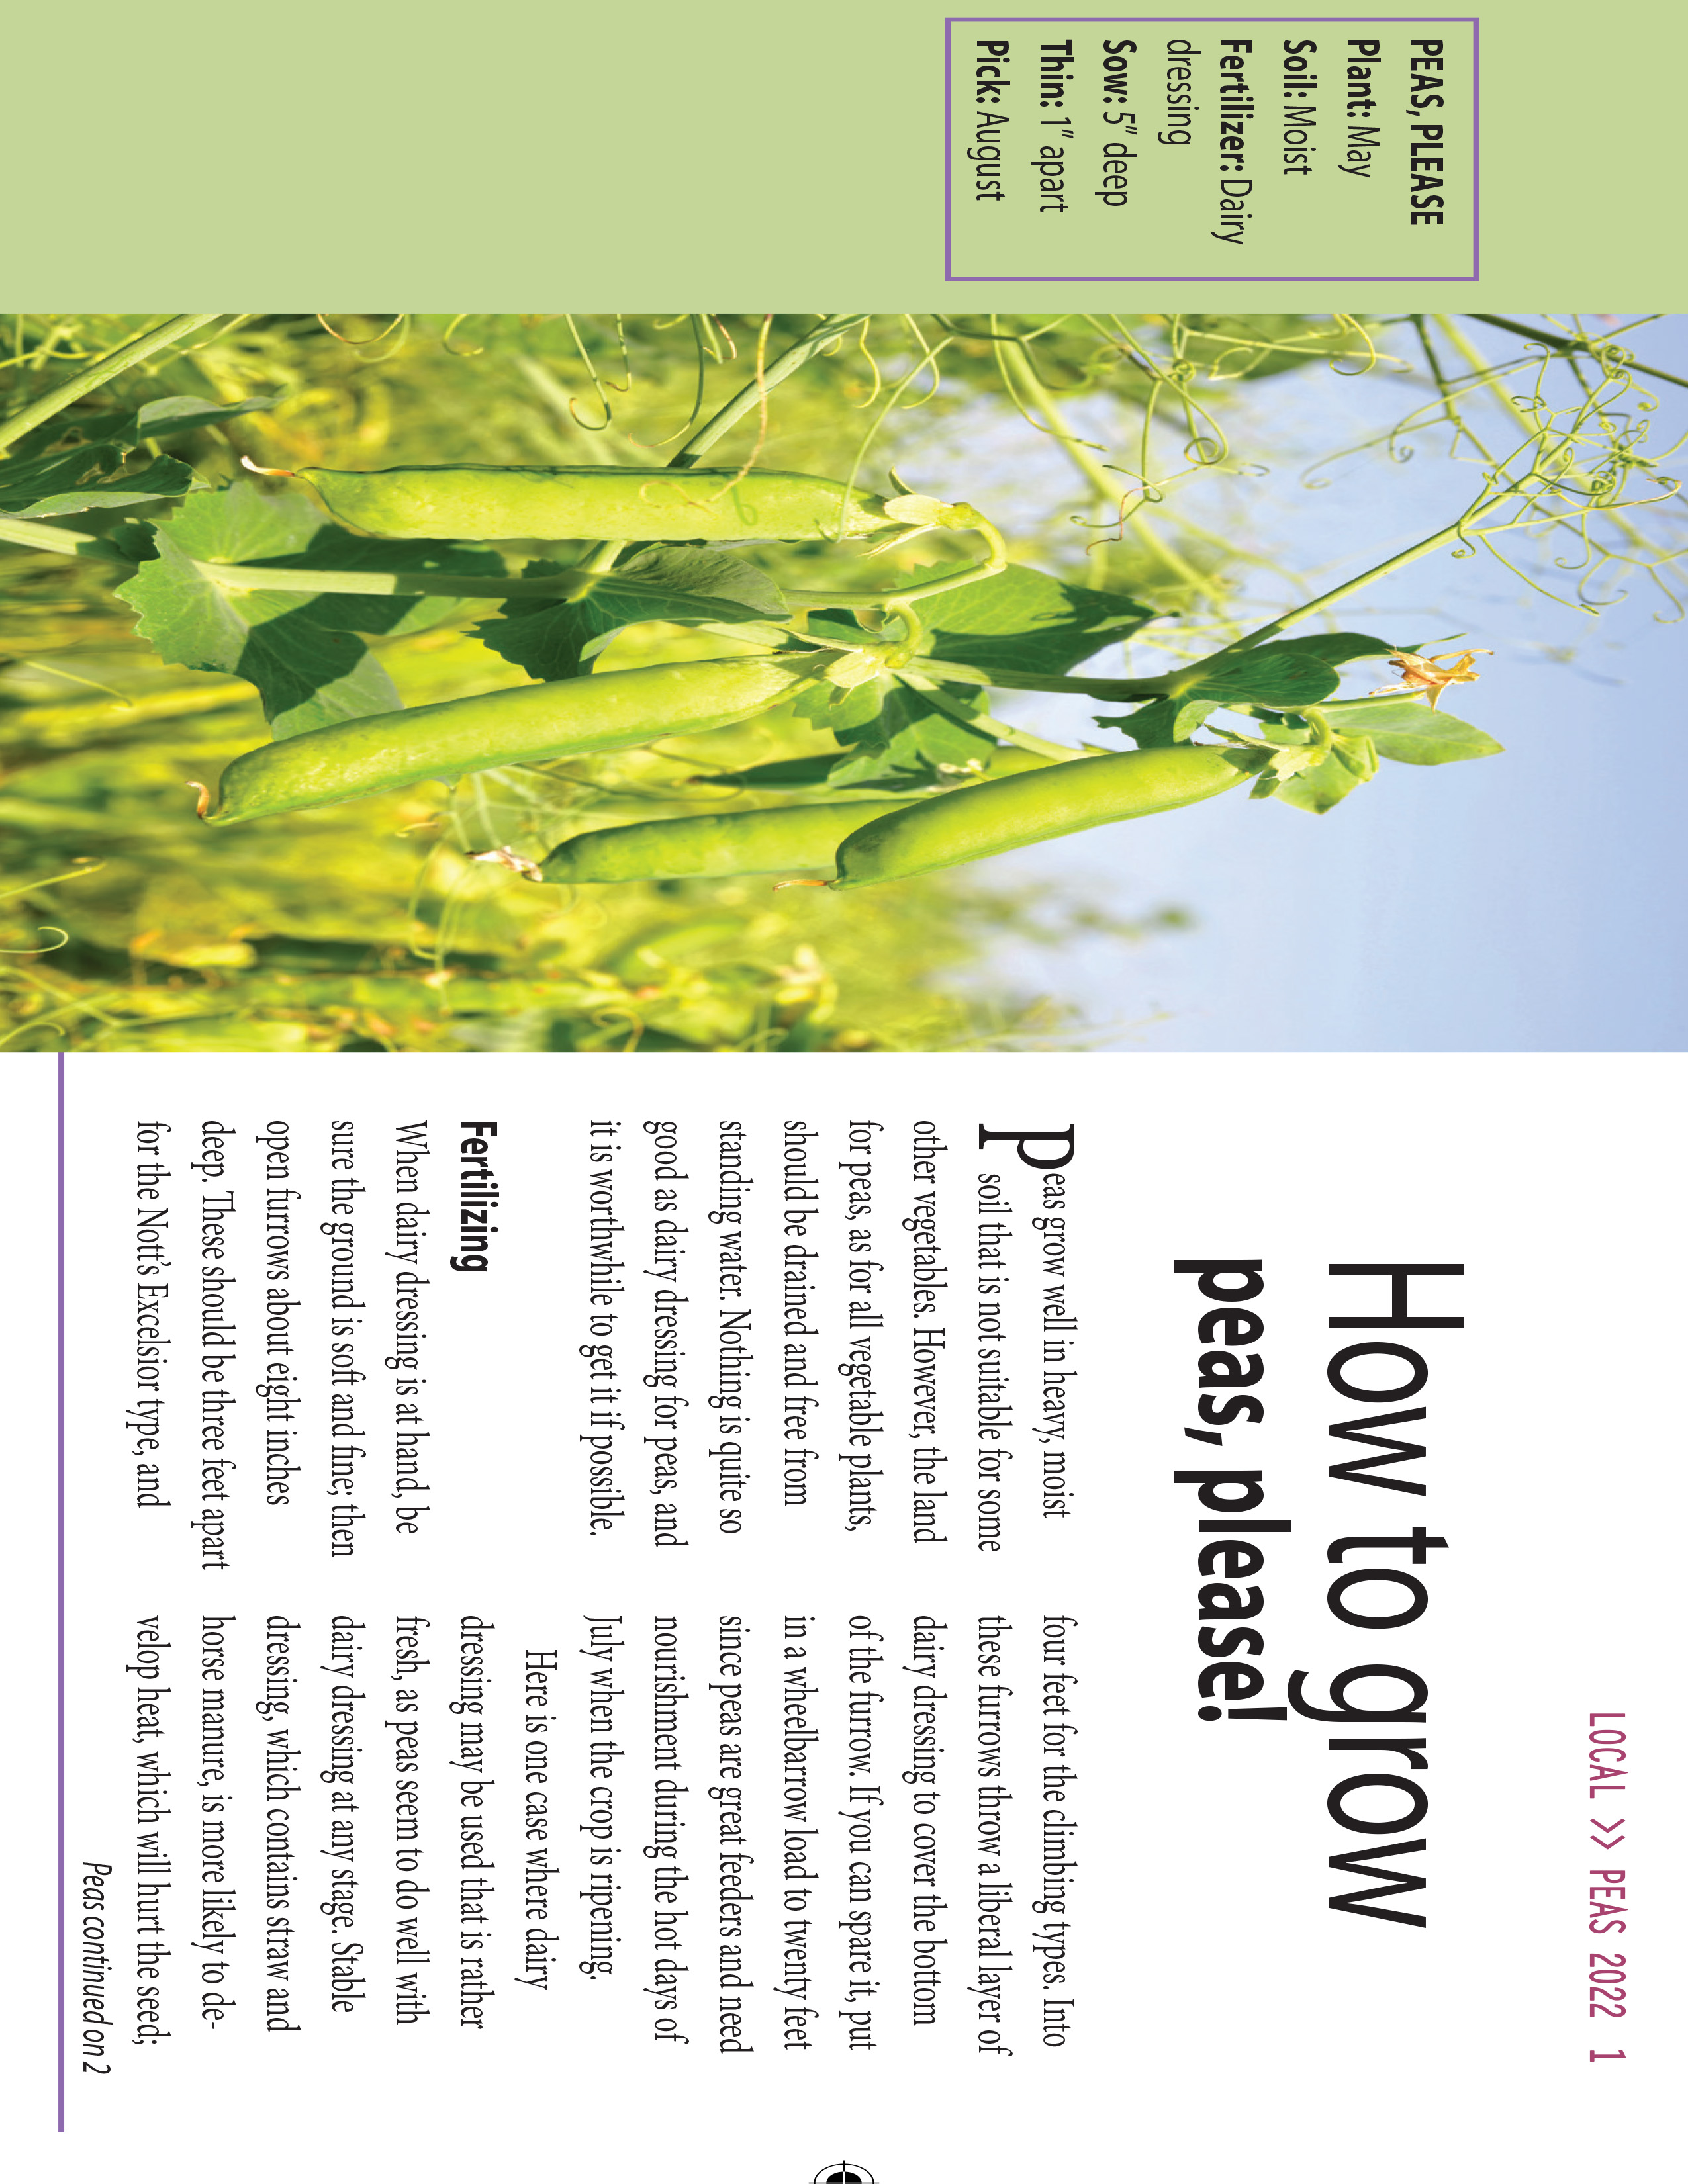 LOCAL >> PEAS 2022 1
PEAS, PLEASE
Plant: May
Soil: Moist
Fertilizer: Dairy
dressing
Sow: 5" deep
Thin: 1" apart
Pick: August
How to grow
peas, please!
Peas grow well in heavy, moist
soil that is not suitable for some
other vegetables. However, the land
for peas, as for all vegetable plants,
should be drained and free from
standing water. Nothing is quite so
good as dairy dressing for peas, and
it is worthwhile to get it if possible.
Fertilizing
When dairy dressing is at hand, be
sure the ground is soft and fine; then
open furrows about eight inches
deep. These should be three feet apart
for the Nott's Excelsior type, and
four feet for the climbing types. Into
these furrows throw a liberal layer of
dairy dressing to cover the bottom
of the furrow. If you can spare it, put
in a wheelbarrow load to twenty feet
since peas are great feeders and need
nourishment during the hot days of
July when the crop is ripening.
Here is one case where dairy
dressing may be used that is rather
fresh, as peas seem to do well with
dairy dressing at any stage. Stable
dressing, which contains straw and
horse manure, is more likely to de-
velop heat, which will hurt the seed;
Peas continued on 2